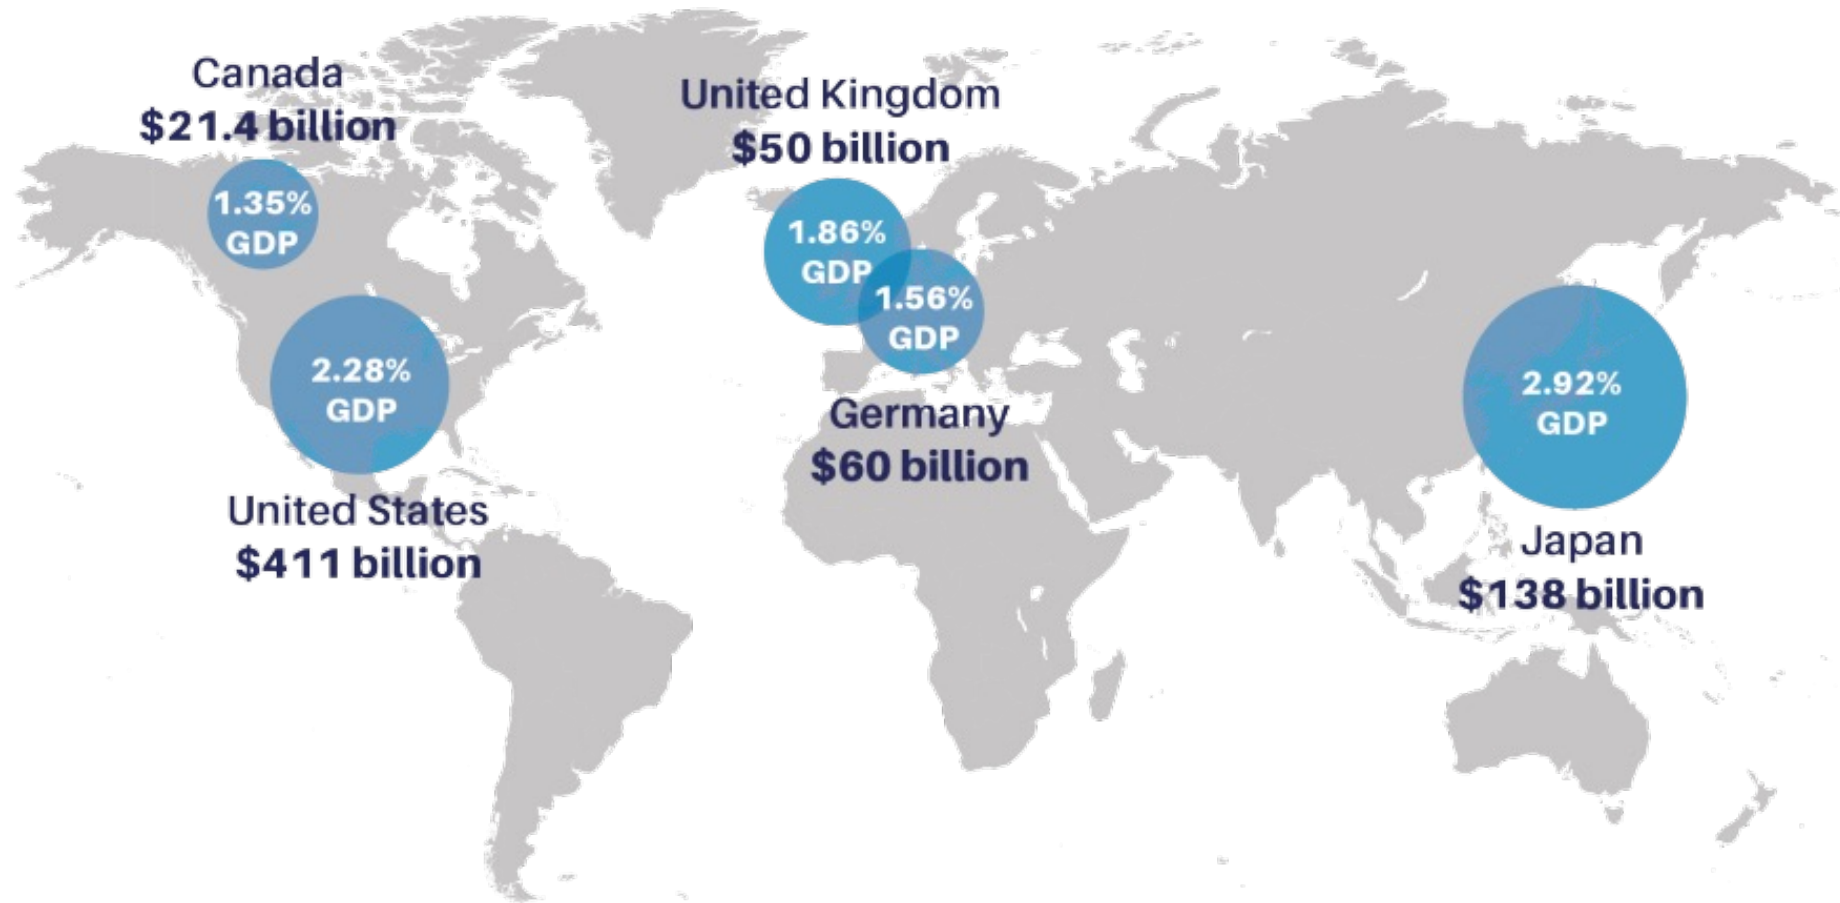 Canada
$21.4 billion
1.35%
GDP
United States
$411 billion
2.28%
GDP
United Kingdom
$50 billion
1.86%
GDP
1.56%
GDP
Germany
$60 billion
2.92%
GDP
Japan
$138 billion